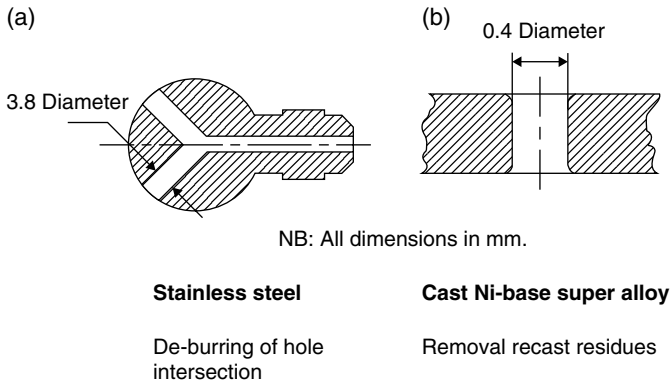 (a)
(b)
0.4 Diameter
3.8 Diameter
NB: All dimensions in mm.
Stainless steel
Cast Ni-base super alloy
De-burring of hole
intersection
Removal recast residues